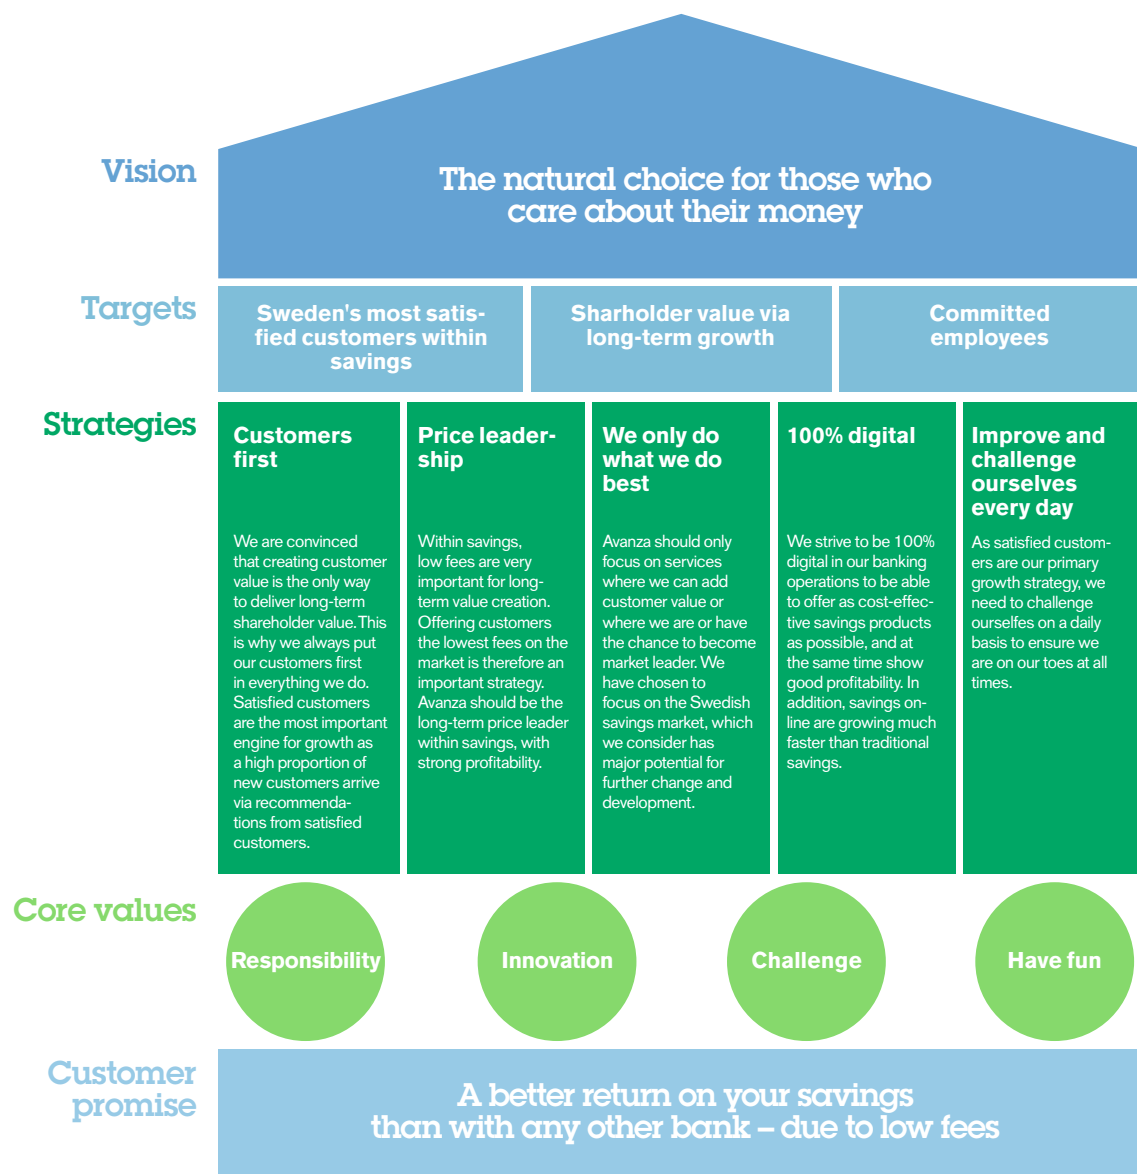 Vision
The natural choice for those who
care about their money
Targets
Sweden's most satis-
fied customers within
savings
Sharholder value via
long-term growth
Committed
employees
Strategies
Customers
first
We are convinced
that creating customer
value is the only way
to deliver long-term
shareholder value. This
is why we always put
our customers first
in everything we do.
Satisfied customers
are the most important
engine for growth as
a high proportion of
new customers arrive
via recommenda-
tions from satisfied
customers.
Price leader-
ship
Within savings,
low fees are very
important for long-
term value creation.
Offering customers
the lowest fees on the
market is therefore an
important strategy.
Avanza should be the
long-term price leader
within savings, with
strong profitability.
We only do
what we do
best
Avanza should only
focus on services
where we can add
customer value or
where we are or have
the chance to become
market leader. We
have chosen to
focus on the Swedish
savings market, which
we consider has
major potential for
further change and
development.
100% digital
We strive to be 100%
digital in our banking
operations to be able
to offer as cost-effec-
tive savings products
as possible, and at
the same time show
good profitability. In
addition, savings on-
line are growing much
faster than traditional
savings.
Improve and
challenge
ourselves
every day
As satisfied custom-
ers are our primary
growth strategy, we
need to challenge
ourselfes on a daily
basis to ensure we
are on our toes at all
times.
Core values
Responsibility
Innovation
Challenge
Have fun
Customer
promise
A better return on your savings
than with any other bank – due to low fees